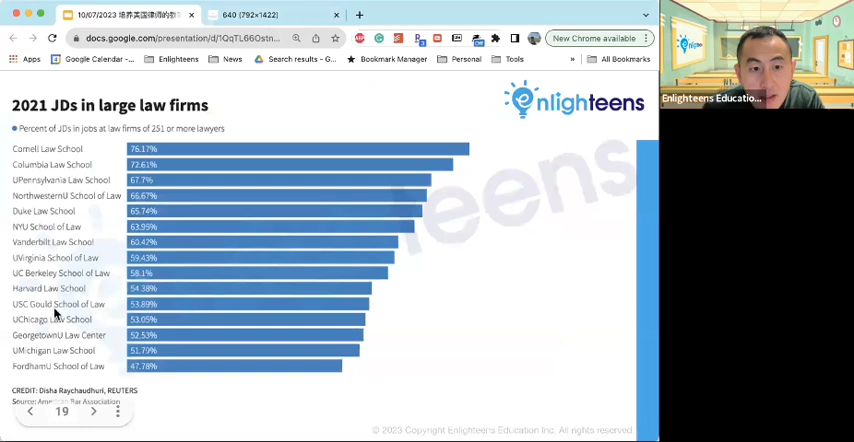 10/07/2023 培养美国律师的教
640 (792×1422)
docs.google.com/presentation/d/1QqTL66Ostn...
New Chrome available
Apps
Google Calendar -...
Enlighteens
News
Search results - G...
Bookmark Manager
Personal
Tools
»
All Bookmarks
2021 JDs in large law firms
enlighteens
Percent of JDs in jobs at law firms of 251 or more lawyers
Cornell Law School 76.17%
Columbia Law School 72.61%
UPennsylvania Law School 67.7%
NorthwesternU School of Law 66.67%
Duke Law School 65.74%
NYU School of Law 63.95%
Vanderbilt Law School 60.42%
UVirginia School of Law 59.43%
UC Berkeley School of Law 58.1%
Harvard Law School 54.38%
USC Gould School of Law 53.89%
UChicago Law School 53.05%
GeorgetownU Law Center 52.53%
UMichigan Law School 51.79%
FordhamU School of Law 47.78%
CREDIT: Disha Raychaudhuri, REUTERS
Source: American Bar Association
19
© 2023 Copyright Enlighteens Education Inc. All rights reserved.
teens
enligh
Enlighteens Educatio...